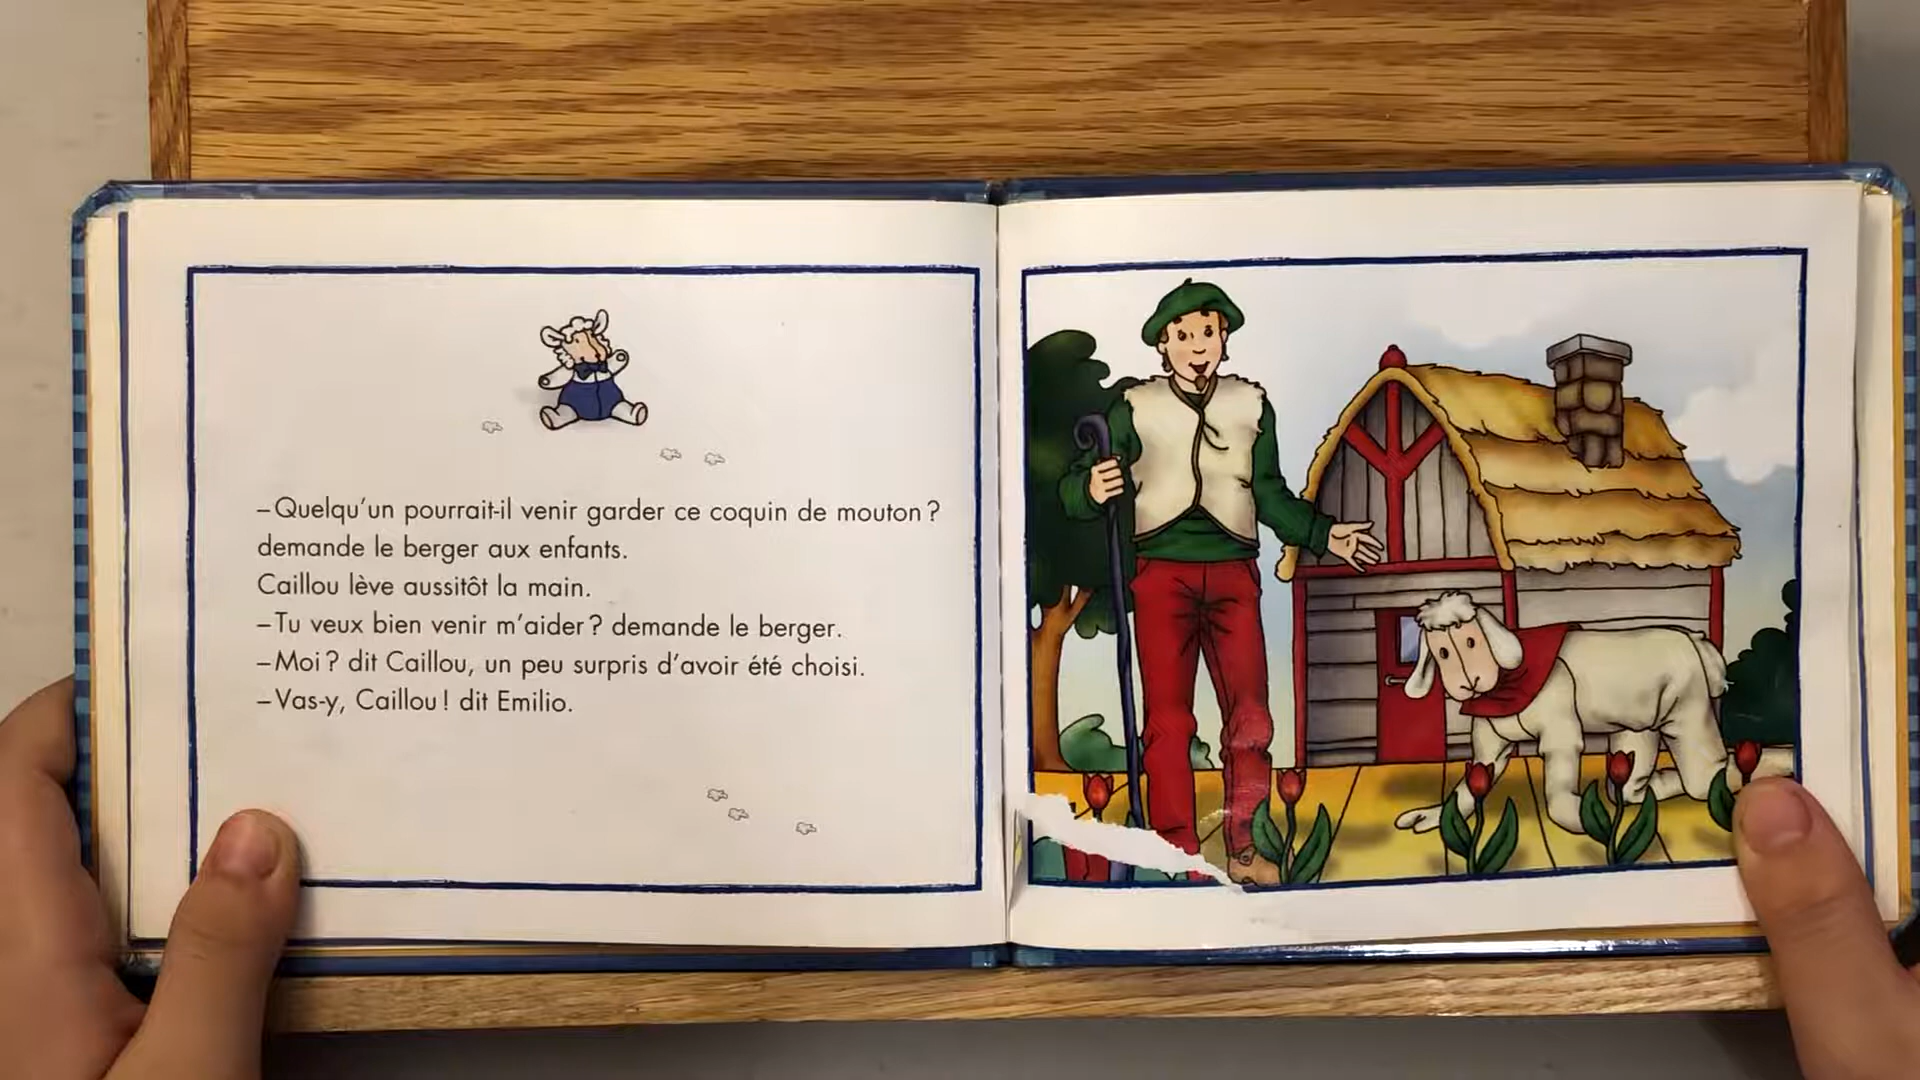 – Quelqu'un pourrait-il venir garder ce coquin de mouton ?
demande le berger aux enfants.
Caillou lève aussitôt la main.
– Tu veux bien venir m'aider ? demande le berger.
– Moi ? dit Caillou, un peu surpris d'avoir été choisi.
– Vas-y, Caillou ! dit Emilio.